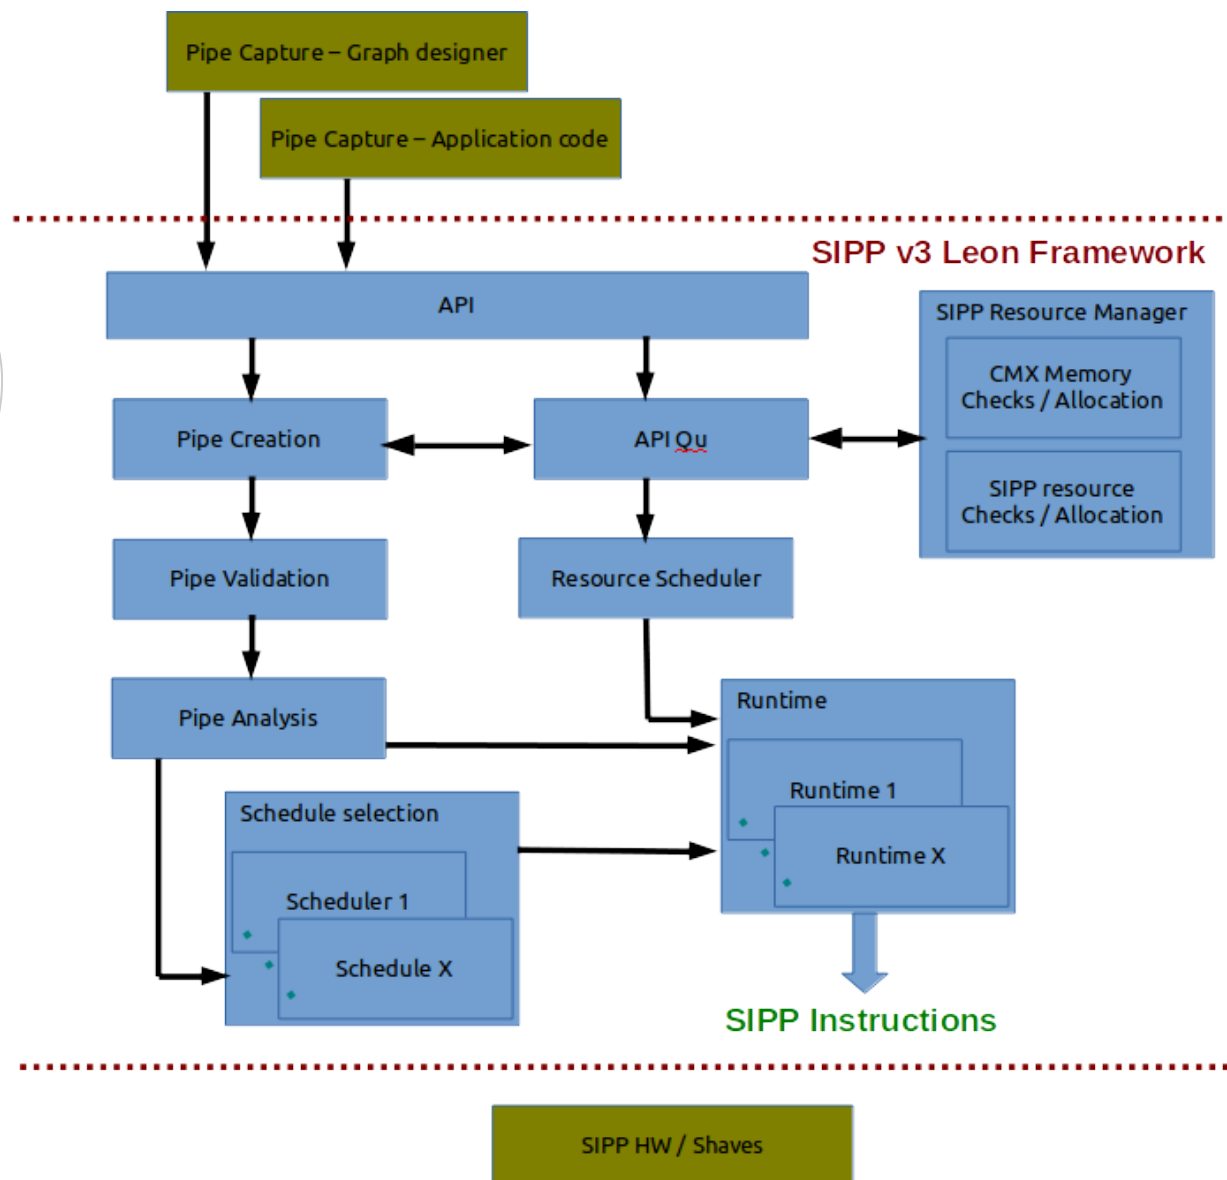 Pipe Capture – Graph designer
Pipe Capture – Application code
SIPP v3 Leon Framework
API
SIPP Resource Manager
CMX Memory
Checks / Allocation
SIPP resource
Checks / Allocation
Pipe Creation
API Qu
Pipe Validation
Resource Scheduler
Pipe Analysis
Runtime
Runtime 1
Runtime X
Schedule selection
Scheduler 1
Schedule X
SIPP Instructions
SIPP HW / Shaves